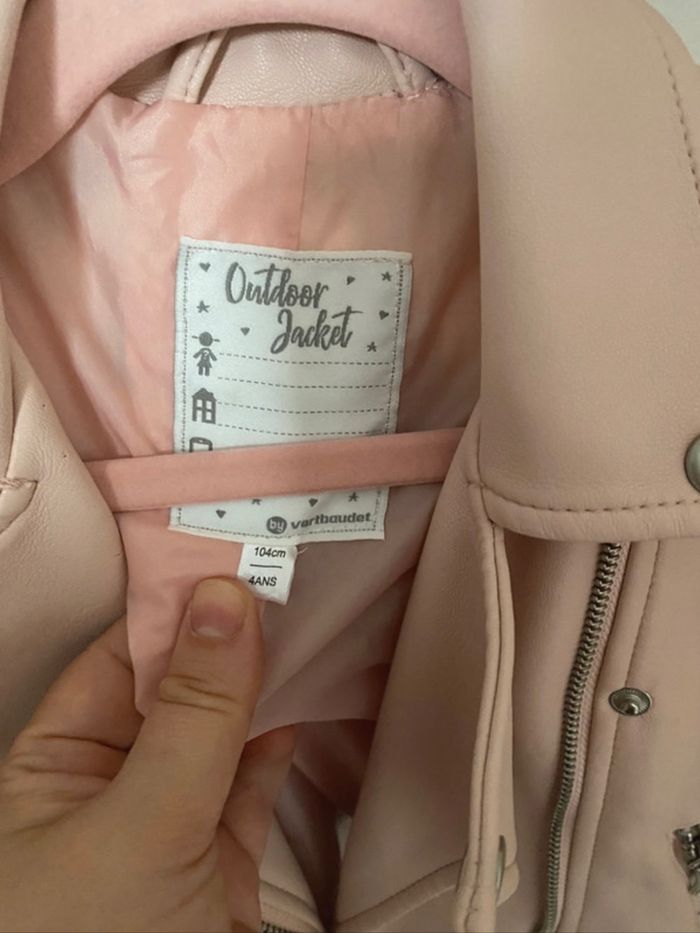 Outdoor
Jacket
by vertbaudet
104cm
4ANS